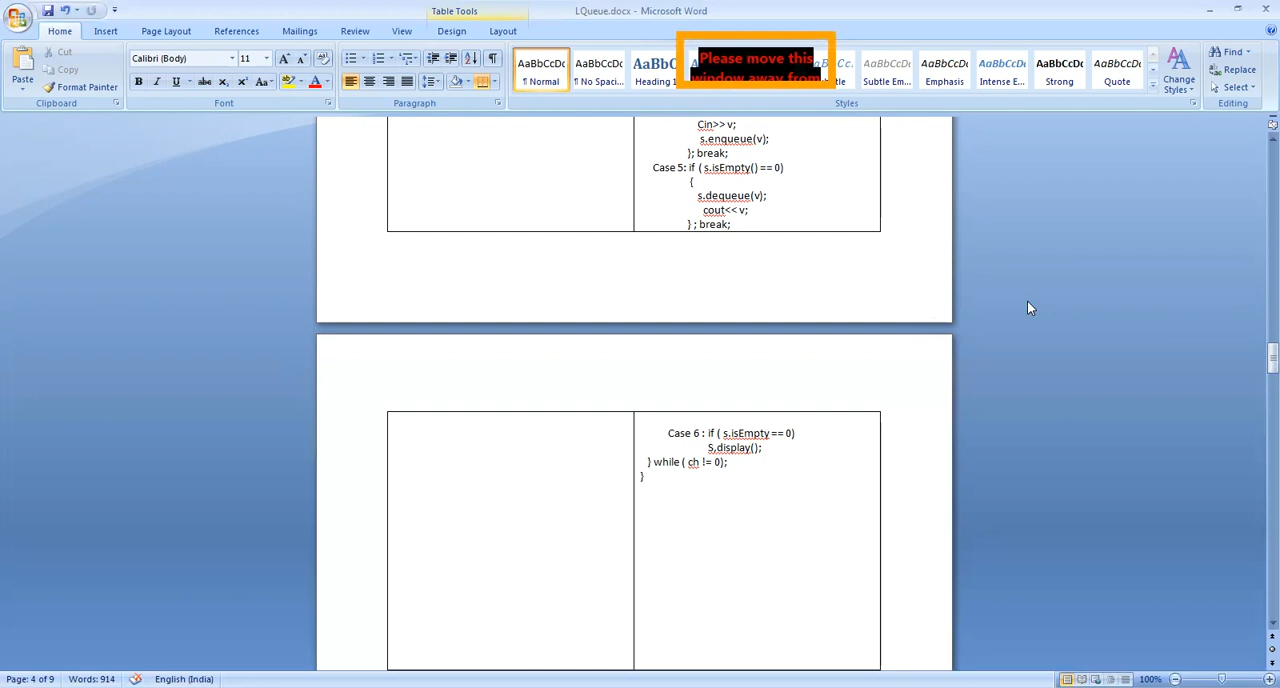 Table Tools
LQueue.docx - Microsoft Word
Home
Insert
Page Layout
References
Mailings
Review
View
Design
Layout
Paste
Cut
Copy
Format Painter
Clipboard
Calibri (Body)
11
Font
Paragraph
AaBbCcDc
¶ Normal
AaBbCcDc
¶ No Spaci...
AaBbC
Heading 1
Please move this
window away from
Subtle Em...
AaBbCcDc
Emphasis
AaBbCcDc
Intense E...
AaBbCcDc
Strong
AaBbCcDc
Quote
AaBbCcDc
Change
Styles
Styles
Find
Replace
Select
Editing
Cin>> v;
s.enqueue(v);
}; break;
Case 5: if ( s.isEmpty() == 0)
{
s.dequeue(v);
cout<< v;
} ; break;
Case 6 : if ( s.isEmpty == 0)
S.display();
} while ( ch != 0);
}
Page: 4 of 9
Words: 914
English (India)
100%